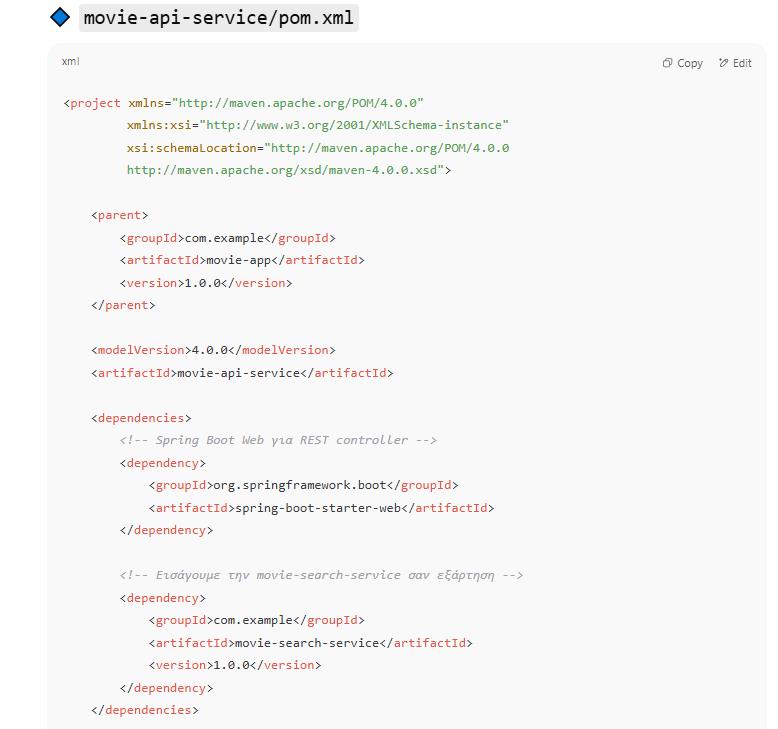 movie-api-service/pom.xml
xml
Copy
Edit
<project xmlns="http://maven.apache.org/POM/4.0.0"
xmlns:xsi="http://www.w3.org/2001/XMLSchema-instance"
xsi:schemaLocation="http://maven.apache.org/POM/4.0.0
http://maven.apache.org/xsd/maven-4.0.0.xsd">
<parent>
<groupId>com.example</groupId>
<artifactId>movie-app</artifactId>
<version>1.0.0</version>
</parent>
<modelVersion>4.0.0</modelVersion>
<artifactId>movie-api-service</artifactId>
<dependencies>
<!-- Spring Boot Web για REST controller -->
<dependency>
<groupId>org.springframework.boot</groupId>
<artifactId>spring-boot-starter-web</artifactId>
</dependency>
<!-- Εισάγουμε την movie-search-service σαν εξάρτηση -->
<dependency>
<groupId>com.example</groupId>
<artifactId>movie-search-service</artifactId>
<version>1.0.0</version>
</dependency>
</dependencies>